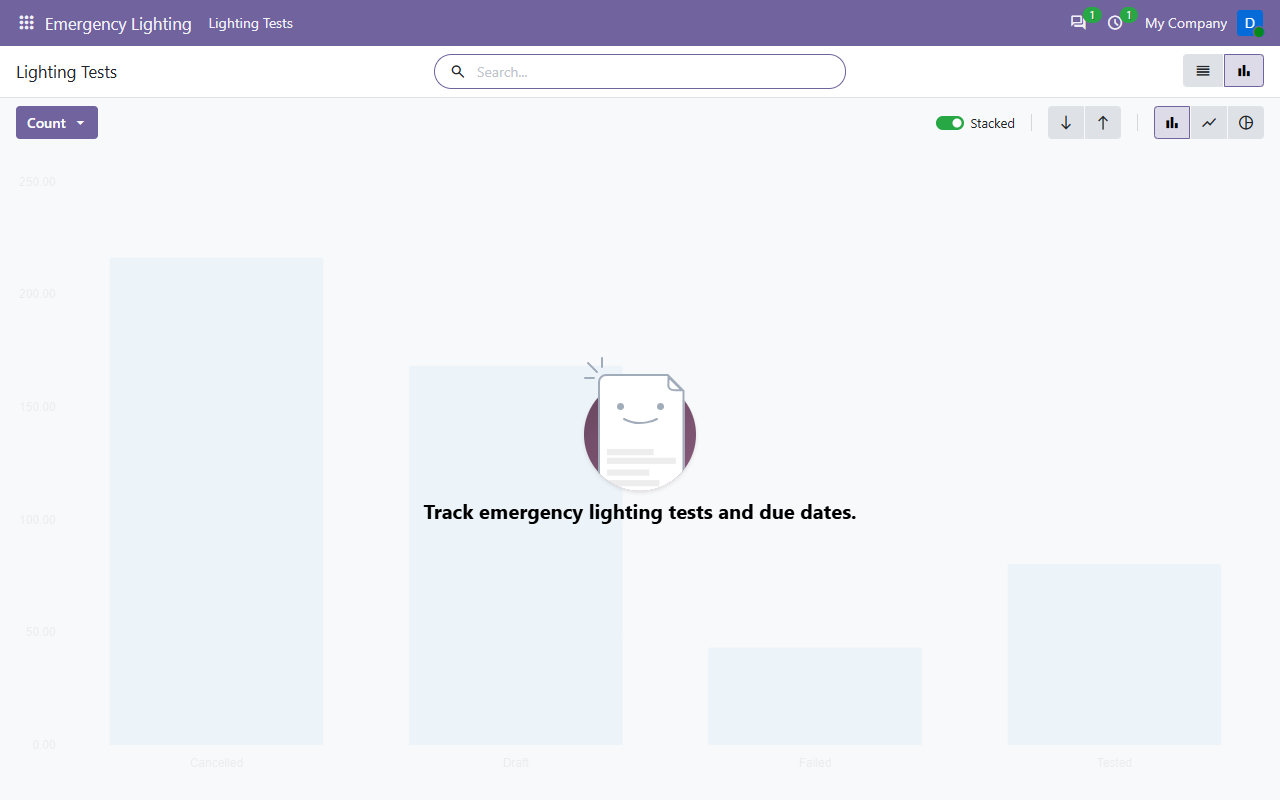 Emergency Lighting
Lighting Tests
1
1
My Company
D
Lighting Tests
Search...
Count
Stacked
250.00
200.00
150.00
100.00
50.00
0.00
Track emergency lighting tests and due dates.
Cancelled
Draft
Failed
Tested